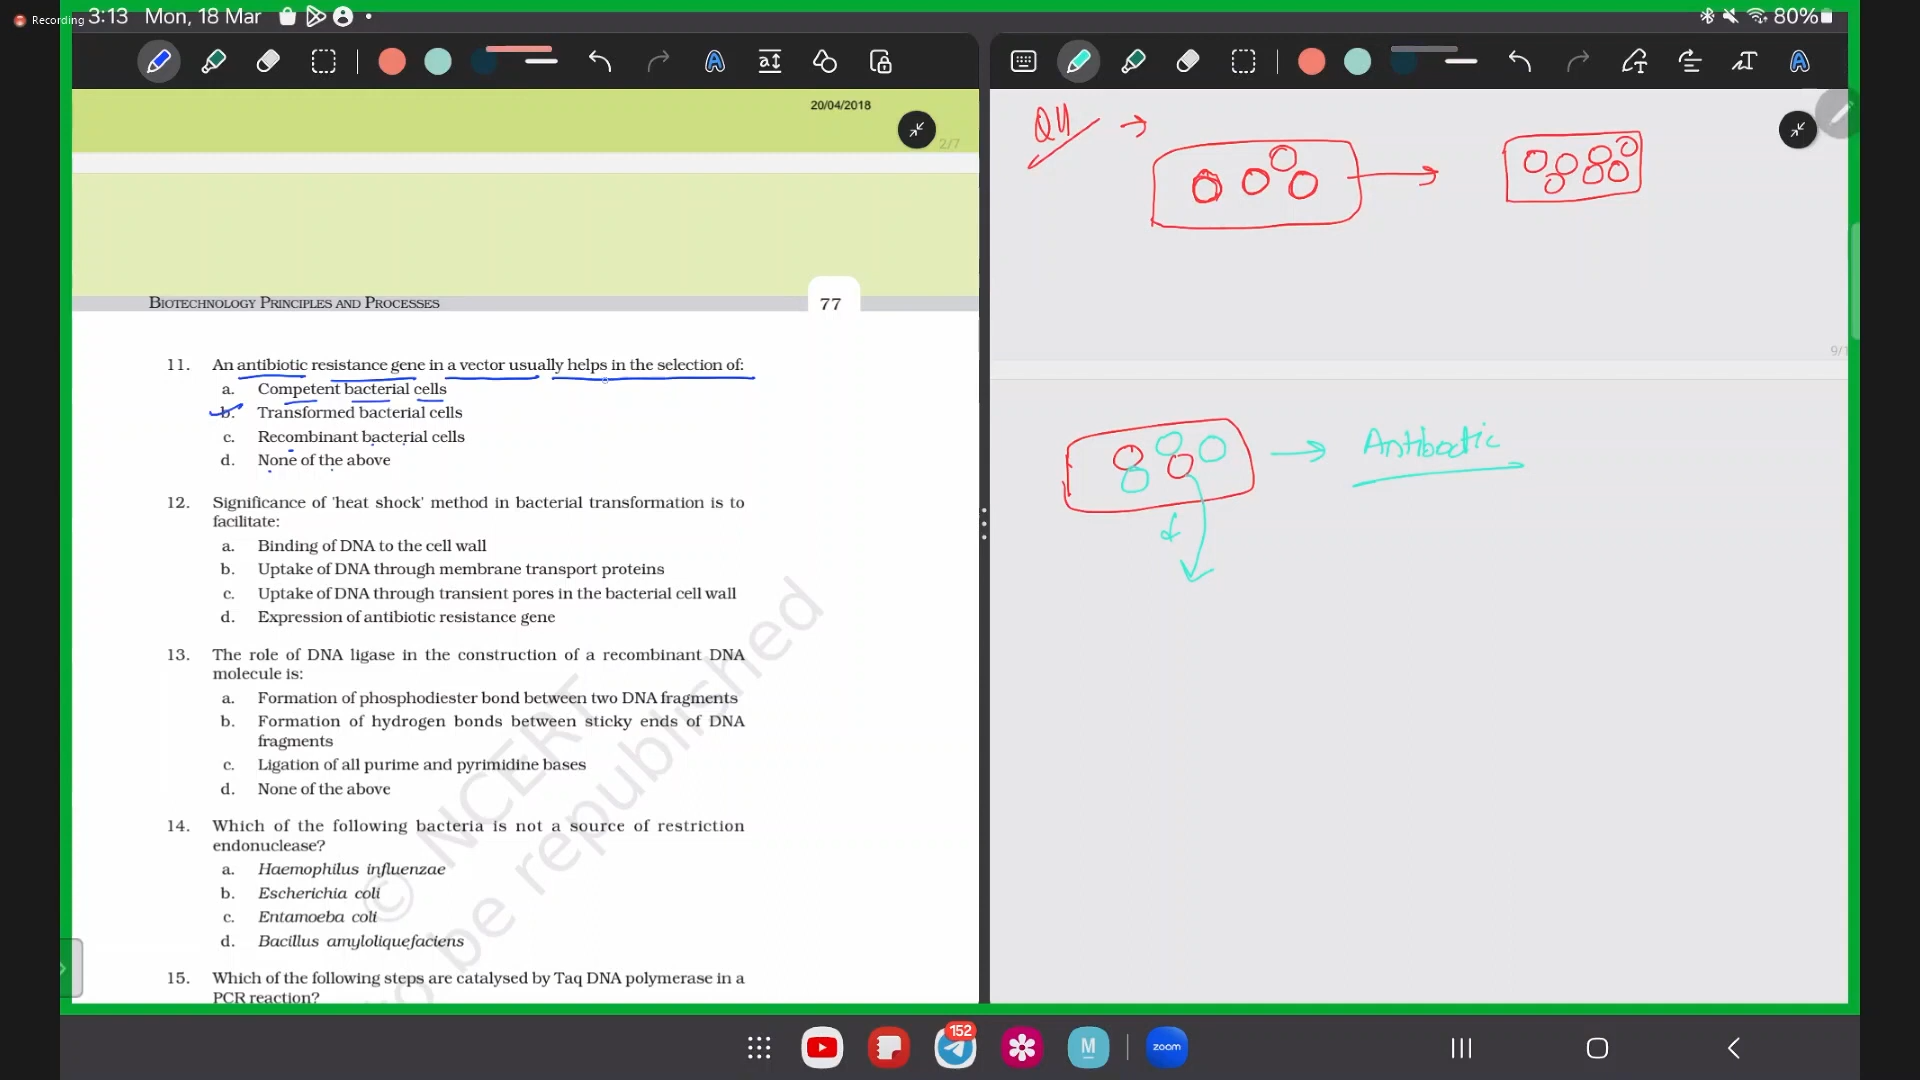 Recording 3:13 Mon, 18 Mar
80%
20/04/2018
2/7
BIOTECHNOLOGY PRINCIPLES AND PROCESSES
77
11. An antibiotic resistance gene in a vector usually helps in the selection of:
a. Competent bacterial cells
b. Transformed bacterial cells
c. Recombinant bacterial cells
d. None of the above
12. Significance of 'heat shock' method in bacterial transformation is to
facilitate:
a. Binding of DNA to the cell wall
b. Uptake of DNA through membrane transport proteins
c. Uptake of DNA through transient pores in the bacterial cell wall
d. Expression of antibiotic resistance gene
13. The role of DNA ligase in the construction of a recombinant DNA
molecule is:
a. Formation of phosphodiester bond between two DNA fragments
b. Formation of hydrogen bonds between sticky ends of DNA
fragments
c. Ligation of all purime and pyrimidine bases
d. None of the above
14. Which of the following bacteria is not a source of restriction
endonuclease?
a. Haemophilus influenzae
b. Escherichia coli
c. Entamoeba coli
d. Bacillus amyloliquefaciens
15. Which of the following steps are catalysed by Taq DNA polymerase in a
PCR reaction?
© NCERT
to be republished
Q11
9/1
Antibiotic
152
M
zoom